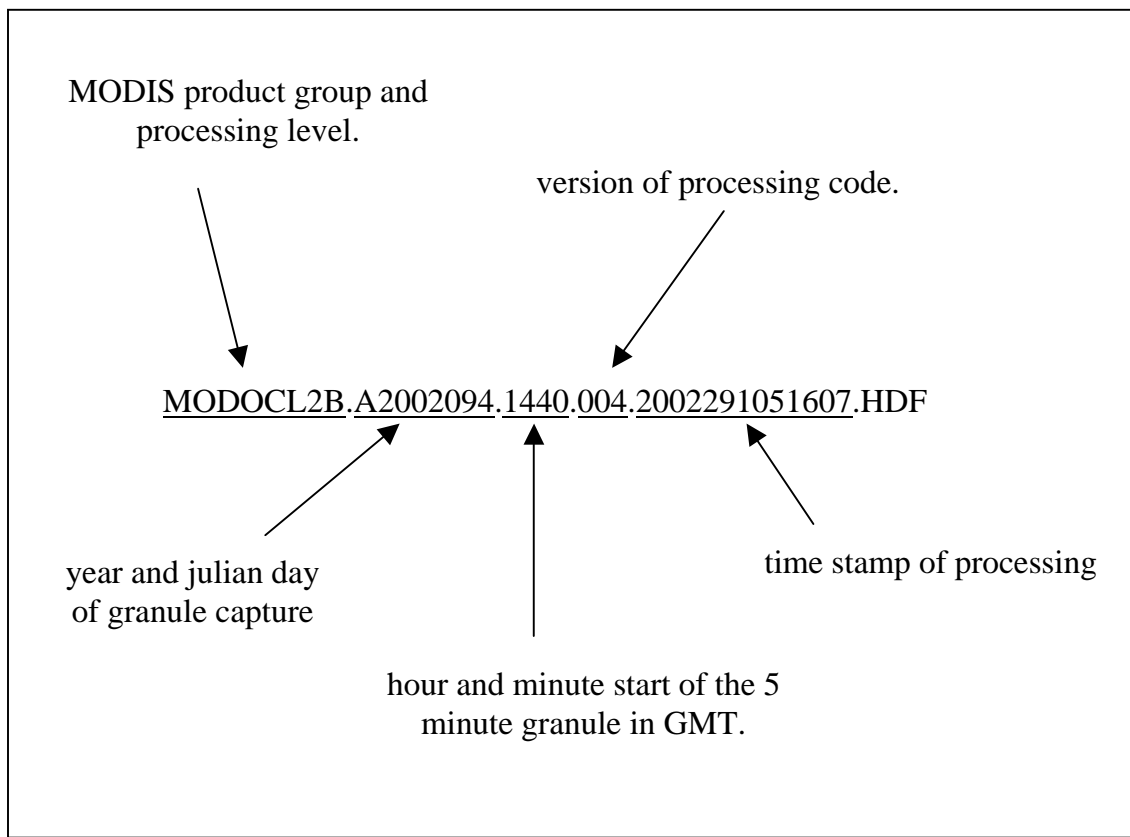 MODIS product group and
processing level.
version of processing code.
MODOCL2B.A2002094.1440.004.2002291051607.HDF
year and julian day
of granule capture
time stamp of processing
hour and minute start of the 5
minute granule in GMT.